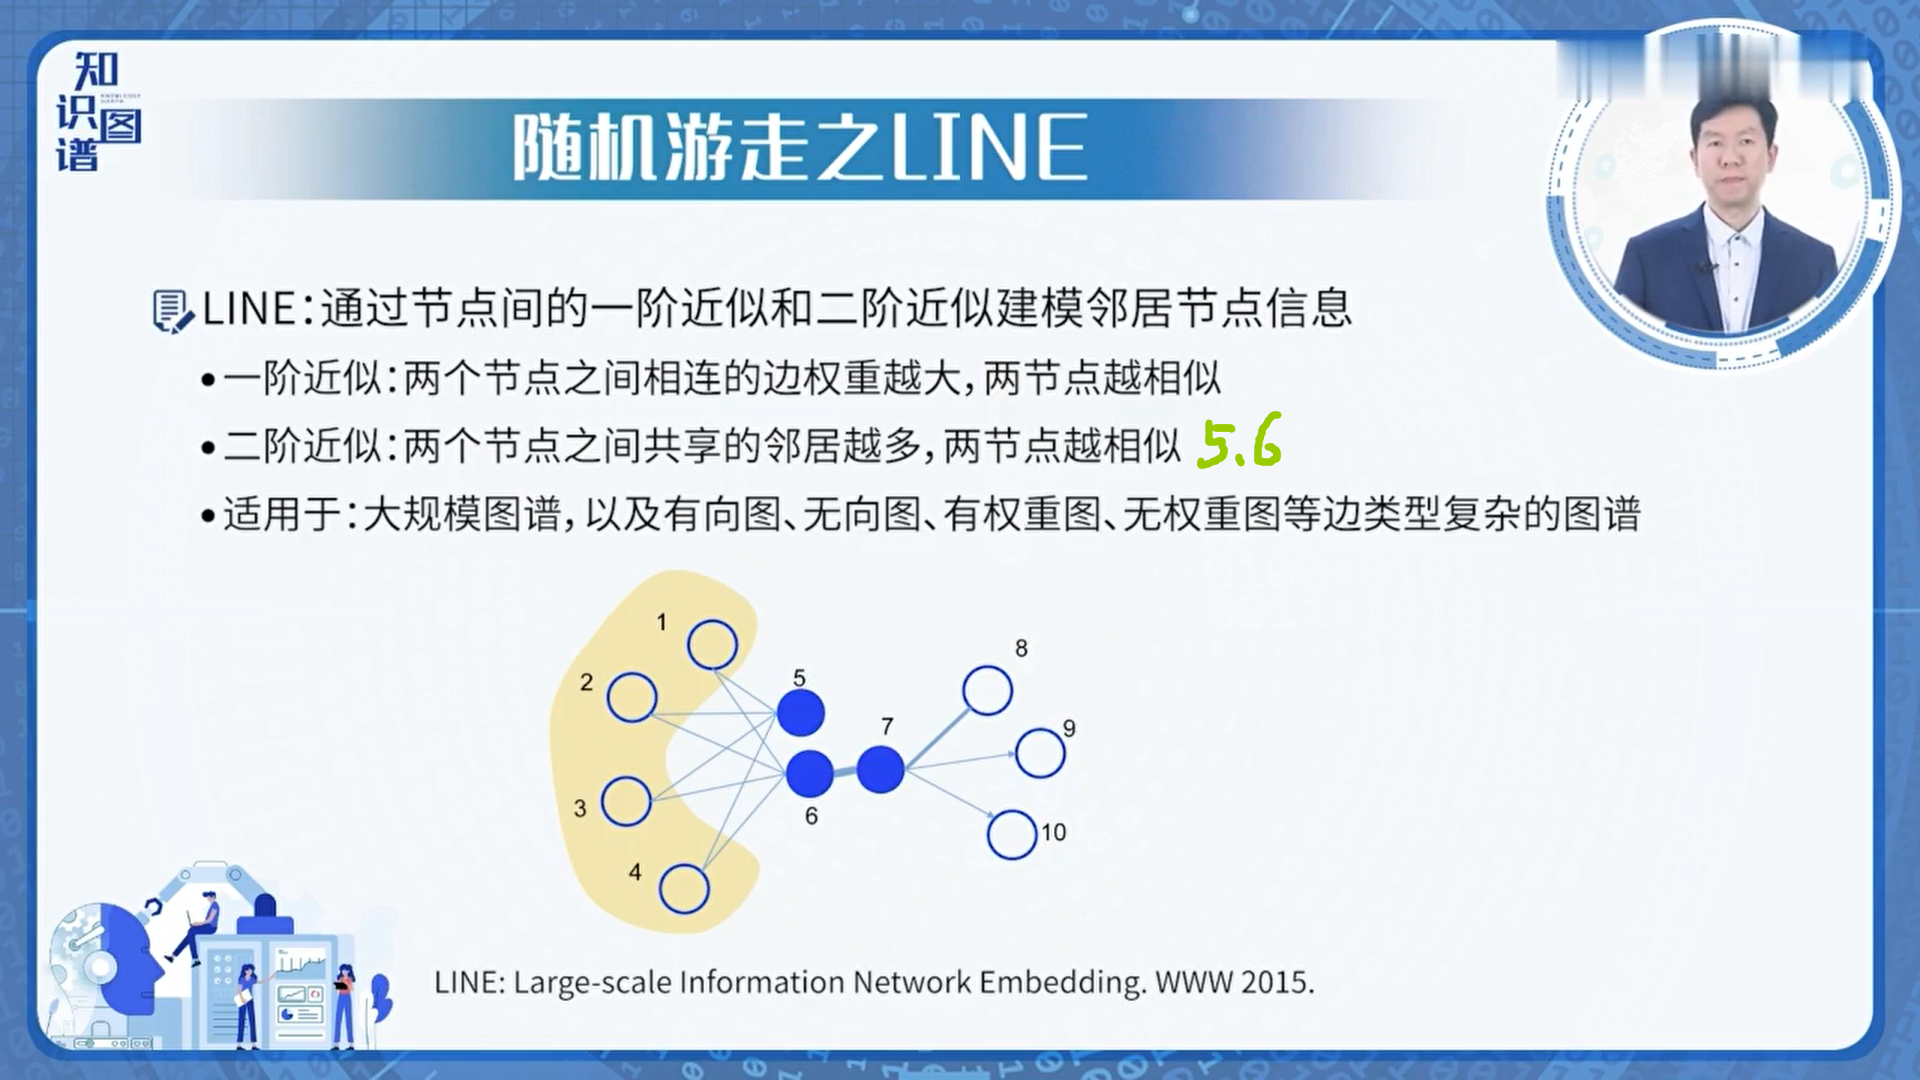 知识图谱
随机游走之LINE
LINE：通过节点间的一阶近似和二阶近似建模邻居节点信息
•一阶近似：两个节点之间相连的边权重越大，两节点越相似
•二阶近似：两个节点之间共享的邻居越多，两节点越相似 5.6
•适用于：大规模图谱，以及有向图、无向图、有权重图、无权重图等边类型复杂的图谱
1
2
3
4
5
6
7
8
9
10
LINE: Large-scale Information Network Embedding. WWW 2015.